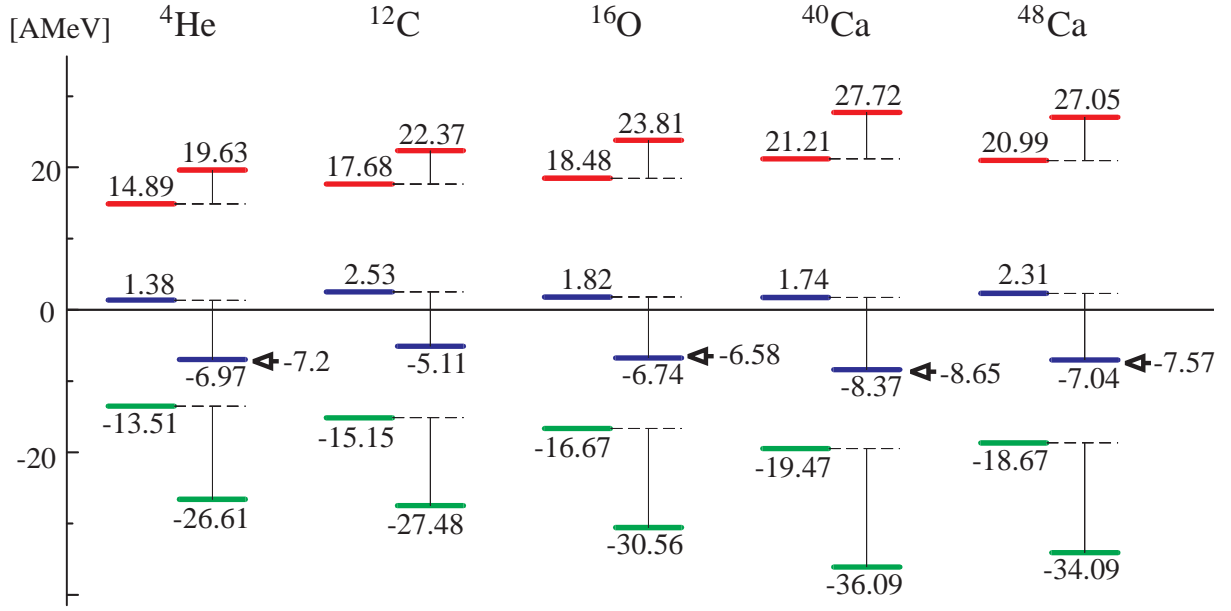 [AMeV] ⁴He ¹²C ¹⁶O ⁴⁰Ca ⁴⁸Ca
27.72 27.05
22.37 23.81
19.63 21.21 20.99
20 14.89 17.68 18.48
1.38 2.53 1.82 1.74 2.31
0
-7.2 -6.58 -8.65 -7.57
-6.97 -5.11 -6.74 -8.37 -7.04
-13.51 -15.15 -16.67 -19.47 -18.67
-20
-26.61 -27.48 -30.56 -36.09 -34.09